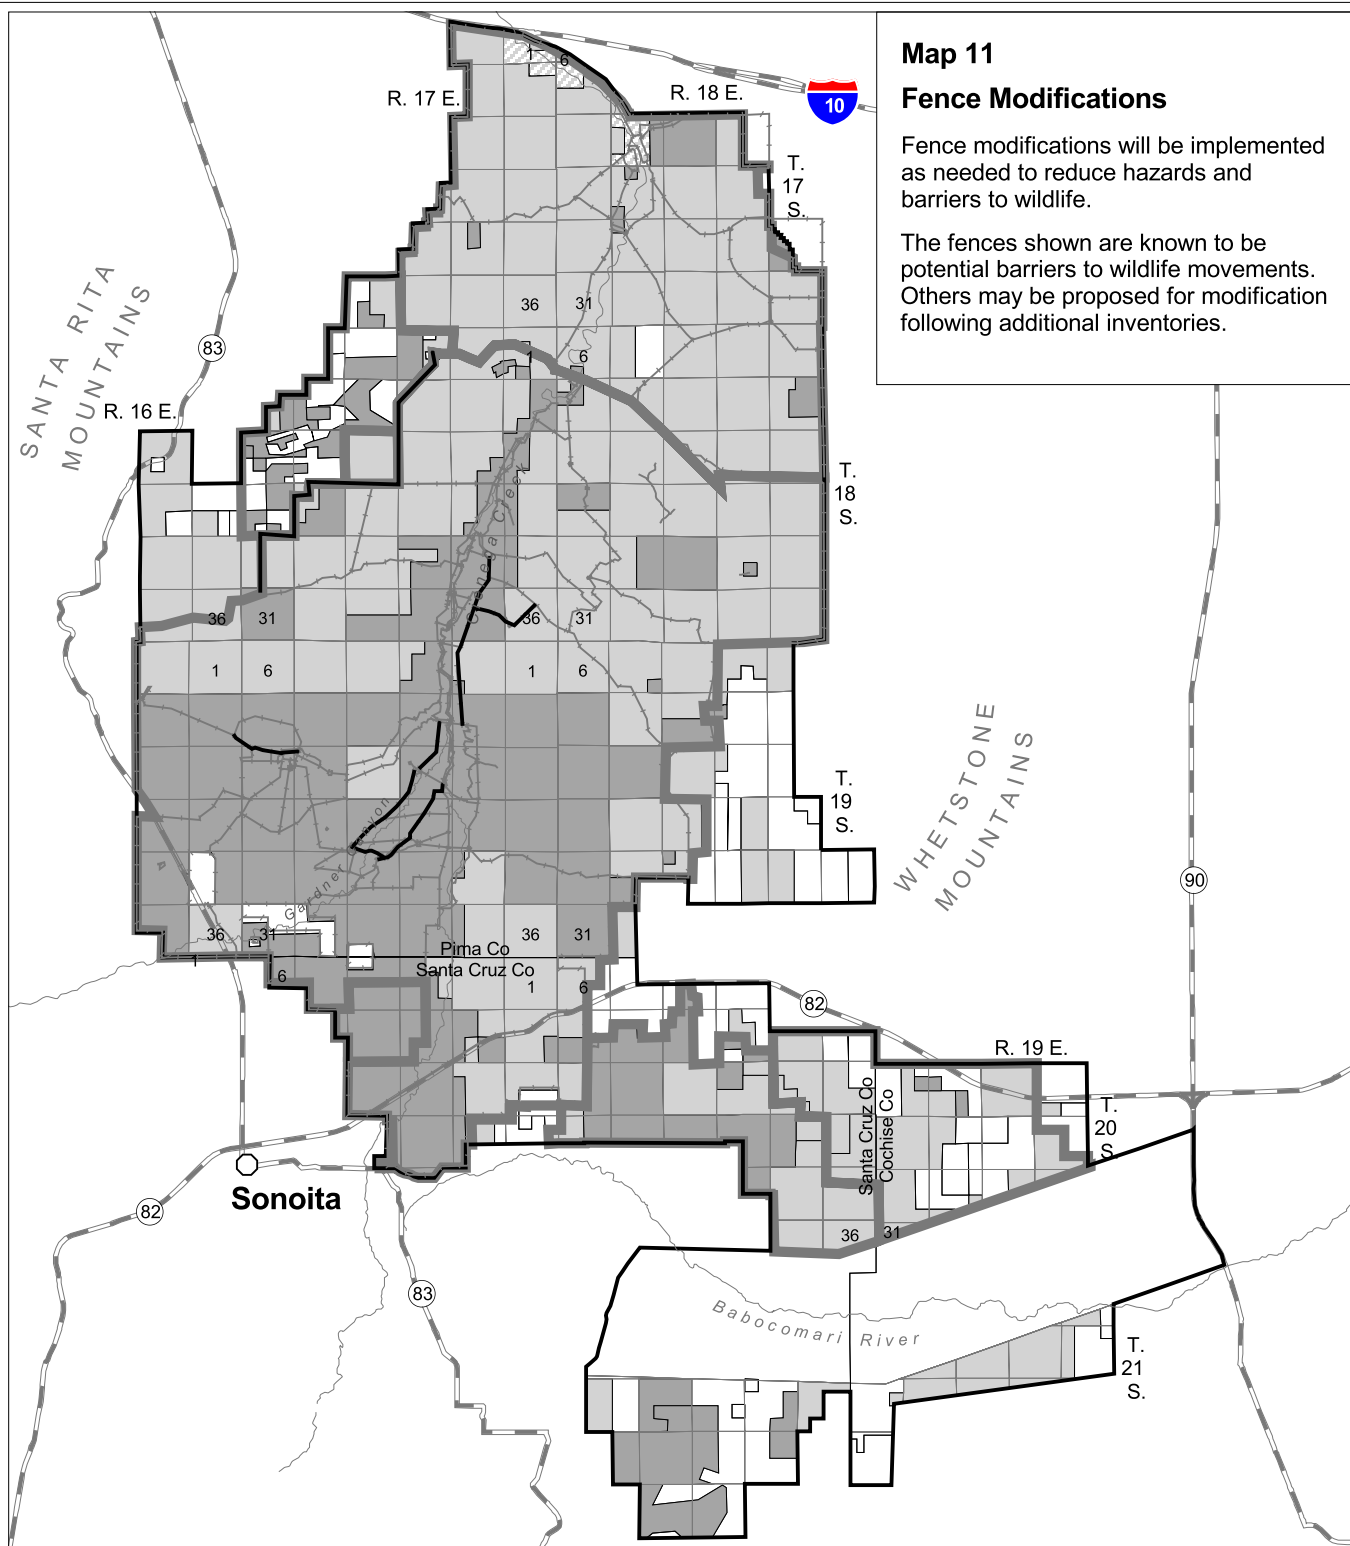 Map 11
Fence Modifications
Fence modifications will be implemented
as needed to reduce hazards and
barriers to wildlife.
The fences shown are known to be
potential barriers to wildlife movements.
Others may be proposed for modification
following additional inventories.
1
6
R. 17 E.
R. 18 E.
10
T.
17
S.
SANTA RITA
MOUNTAINS
83
36
31
1
6
R. 16 E.
T.
18
S.
Cienega Creek
36
31
36
31
1
6
1
6
WHETSTONE
MOUNTAINS
T.
19
S.
90
Gardner Canyon
36
31
36
31
Pima Co
Santa Cruz Co
1
6
1
6
82
R. 19 E.
Santa Cruz Co
Cochise Co
T.
20
S.
Sonoita
82
36
31
83
Babocomari River
T.
21
S.